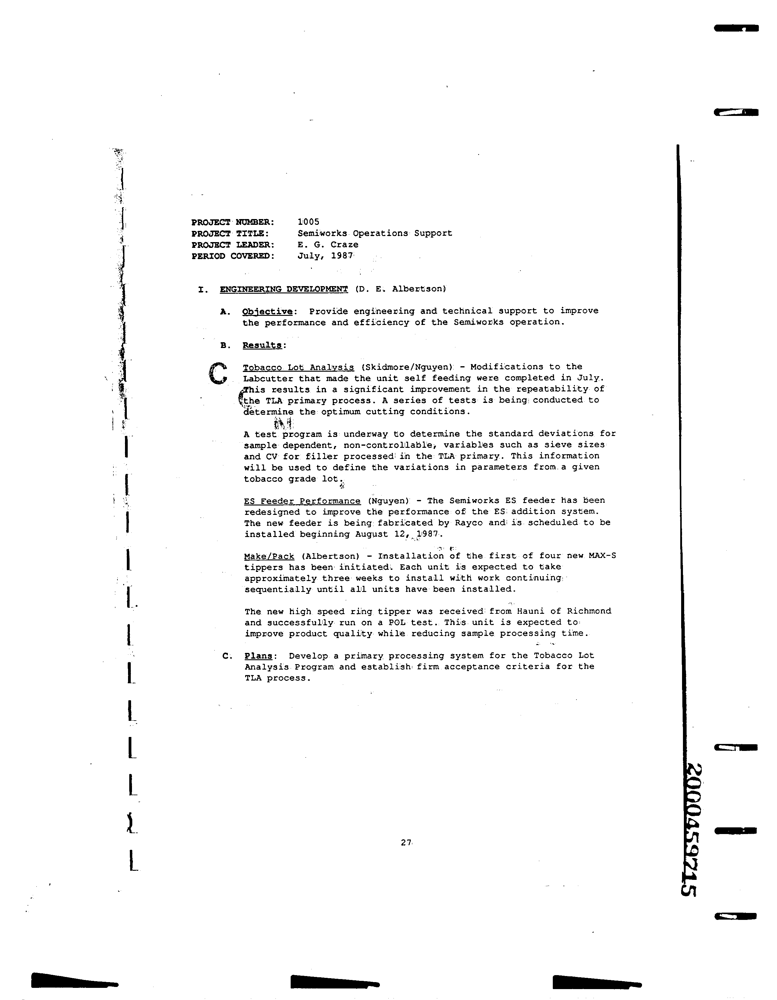 PROJECT NUMBER: 1005
PROJECT TITLE: Semiworks Operations Support
PROJECT LEADER: E. G. Craze
PERIOD COVERED: July, 1987
I. ENGINEERING DEVELOPMENT (D. E. Albertson)
A. Objective: Provide engineering and technical support to improve
the performance and efficiency of the Semiworks operation.
B. Results:
C
Tobacco Lot Analysis (Skidmore/Nguyen) - Modifications to the
Labcutter that made the unit self feeding were completed in July.
This results in a significant improvement in the repeatability of
the TLA primary process. A series of tests is being conducted to
determine the optimum cutting conditions.
A test program is underway to determine the standard deviations for
sample dependent, non-controllable, variables such as sieve sizes
and CV for filler processed in the TLA primary. This information
will be used to define the variations in parameters from a given
tobacco grade lot.
ES Feeder Performance (Nguyen) - The Semiworks ES feeder has been
redesigned to improve the performance of the ES addition system.
The new feeder is being fabricated by Rayco and is scheduled to be
installed beginning August 12, 1987.
Make/Pack (Albertson) - Installation of the first of four new MAX-S
tippers has been initiated. Each unit is expected to take
approximately three weeks to install with work continuing
sequentially until all units have been installed.
The new high speed ring tipper was received from Hauni of Richmond
and successfully run on a POL test. This unit is expected to
improve product quality while reducing sample processing time.
C. Plans: Develop a primary processing system for the Tobacco Lot
Analysis Program and establish firm acceptance criteria for the
TLA process.
27
2000459715